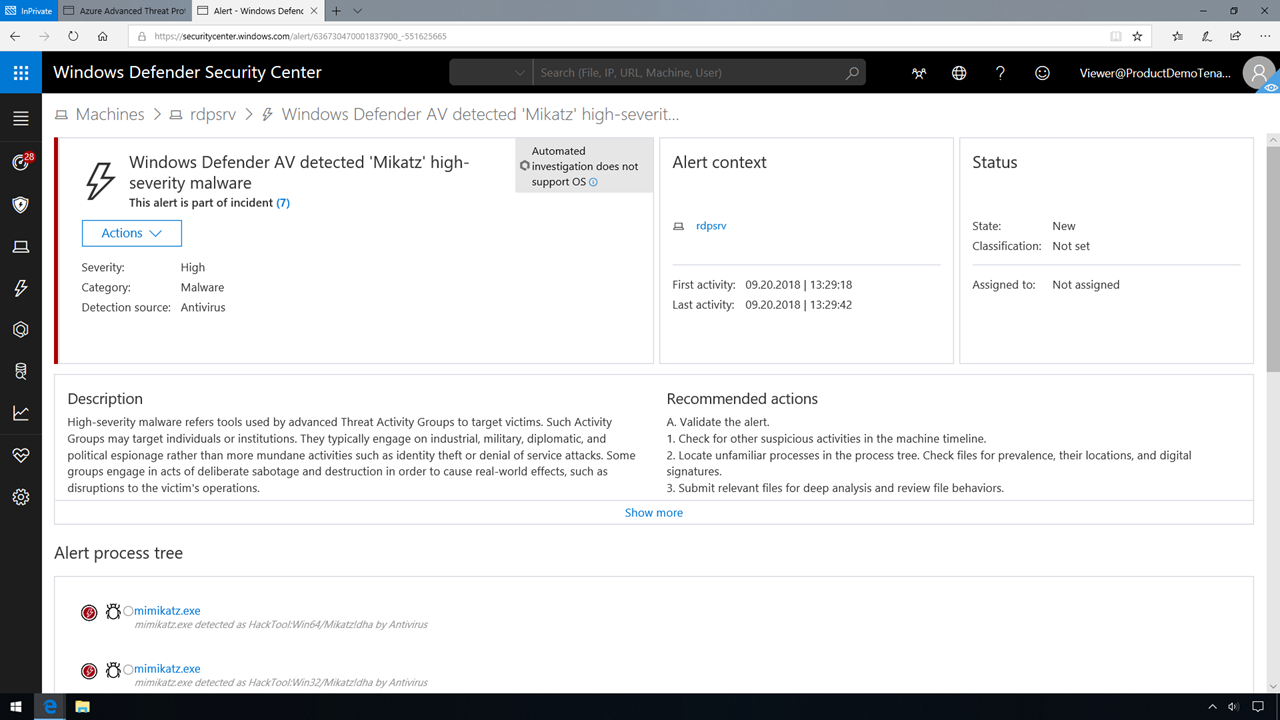 InPrivate
Azure Advanced Threat Pro
Alert - Windows Defenc
https://securitycenter.windows.com/alert/636730470001837900_-551625665
Windows Defender Security Center
Search (File, IP, URL, Machine, User)
Viewer@ProductDemoTena...
Machines > rdpsrv > Windows Defender AV detected 'Mikatz' high-severit...
28
Windows Defender AV detected 'Mikatz' high-
severity malware
This alert is part of incident (7)
Automated
investigation does not
support OS
Actions
Severity: High
Category: Malware
Detection source: Antivirus
Alert context
rdpsrv
First activity: 09.20.2018 | 13:29:18
Last activity: 09.20.2018 | 13:29:42
Status
State: New
Classification: Not set
Assigned to: Not assigned
Description
High-severity malware refers tools used by advanced Threat Activity Groups to target victims. Such Activity
Groups may target individuals or institutions. They typically engage on industrial, military, diplomatic, and
political espionage rather than more mundane activities such as identity theft or denial of service attacks. Some
groups engage in acts of deliberate sabotage and destruction in order to cause real-world effects, such as
disruptions to the victim's operations.
Recommended actions
A. Validate the alert.
1. Check for other suspicious activities in the machine timeline.
2. Locate unfamiliar processes in the process tree. Check files for prevalence, their locations, and digital
signatures.
3. Submit relevant files for deep analysis and review file behaviors.
Show more
Alert process tree
mimikatz.exe
mimikatz.exe detected as HackTool:Win64/Mikatz!dha by Antivirus
mimikatz.exe
mimikatz.exe detected as HackTool:Win32/Mikatz!dha by Antivirus